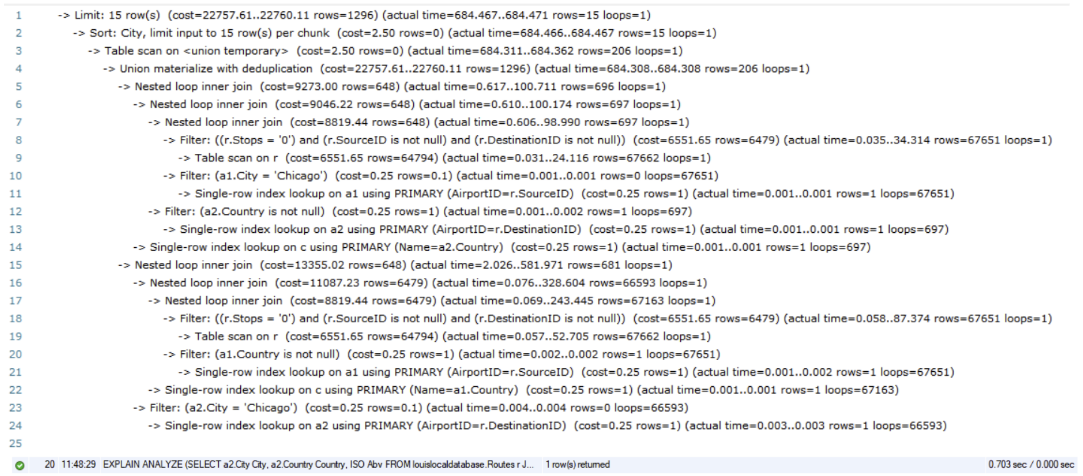 1 -> Limit: 15 row(s) (cost=22757.61..22760.11 rows=1296) (actual time=684.467..684.471 rows=15 loops=1)
2 -> Sort: City, limit input to 15 row(s) per chunk (cost=2.50 rows=0) (actual time=684.466..684.467 rows=15 loops=1)
3 -> Table scan on <union temporary> (cost=2.50 rows=0) (actual time=684.311..684.362 rows=206 loops=1)
4 -> Union materialize with deduplication (cost=22757.61..22760.11 rows=1296) (actual time=684.308..684.308 rows=206 loops=1)
5 -> Nested loop inner join (cost=9273.00 rows=648) (actual time=0.617..100.711 rows=696 loops=1)
6 -> Nested loop inner join (cost=9046.22 rows=648) (actual time=0.610..100.174 rows=697 loops=1)
7 -> Nested loop inner join (cost=8819.44 rows=648) (actual time=0.606..98.990 rows=697 loops=1)
8 -> Filter: ((r.Stops = '0') and (r.SourceID is not null) and (r.DestinationID is not null)) (cost=6551.65 rows=6479) (actual time=0.035..34.314 rows=67651 loops=1)
9 -> Table scan on r (cost=6551.65 rows=64794) (actual time=0.031..24.116 rows=67662 loops=1)
10 -> Filter: (a1.City = 'Chicago') (cost=0.25 rows=0.1) (actual time=0.001..0.001 rows=0 loops=67651)
11 -> Single-row index lookup on a1 using PRIMARY (AirportID=r.SourceID) (cost=0.25 rows=1) (actual time=0.001..0.001 rows=1 loops=67651)
12 -> Filter: (a2.Country is not null) (cost=0.25 rows=1) (actual time=0.001..0.002 rows=1 loops=697)
13 -> Single-row index lookup on a2 using PRIMARY (AirportID=r.DestinationID) (cost=0.25 rows=1) (actual time=0.001..0.001 rows=1 loops=697)
14 -> Single-row index lookup on c using PRIMARY (Name=a2.Country) (cost=0.25 rows=1) (actual time=0.001..0.001 rows=1 loops=697)
15 -> Nested loop inner join (cost=13355.02 rows=648) (actual time=2.026..581.971 rows=681 loops=1)
16 -> Nested loop inner join (cost=11087.23 rows=6479) (actual time=0.076..328.604 rows=66593 loops=1)
17 -> Nested loop inner join (cost=8819.44 rows=6479) (actual time=0.069..243.445 rows=67163 loops=1)
18 -> Filter: ((r.Stops = '0') and (r.SourceID is not null) and (r.DestinationID is not null)) (cost=6551.65 rows=6479) (actual time=0.058..87.374 rows=67651 loops=1)
19 -> Table scan on r (cost=6551.65 rows=64794) (actual time=0.057..52.705 rows=67662 loops=1)
20 -> Filter: (a1.Country is not null) (cost=0.25 rows=1) (actual time=0.002..0.002 rows=1 loops=67651)
21 -> Single-row index lookup on a1 using PRIMARY (AirportID=r.SourceID) (cost=0.25 rows=1) (actual time=0.001..0.002 rows=1 loops=67651)
22 -> Single-row index lookup on c using PRIMARY (Name=a1.Country) (cost=0.25 rows=1) (actual time=0.001..0.001 rows=1 loops=67163)
23 -> Filter: (a2.City = 'Chicago') (cost=0.25 rows=0.1) (actual time=0.004..0.004 rows=0 loops=66593)
24 -> Single-row index lookup on a2 using PRIMARY (AirportID=r.DestinationID) (cost=0.25 rows=1) (actual time=0.003..0.003 rows=1 loops=66593)
25
20 11:48:29 EXPLAIN ANALYZE (SELECT a2.City City, a2.Country Country, ISO Abv FROM louislocaldatabase.Routes r J... 1 row(s) returned 0.703 sec / 0.000 sec